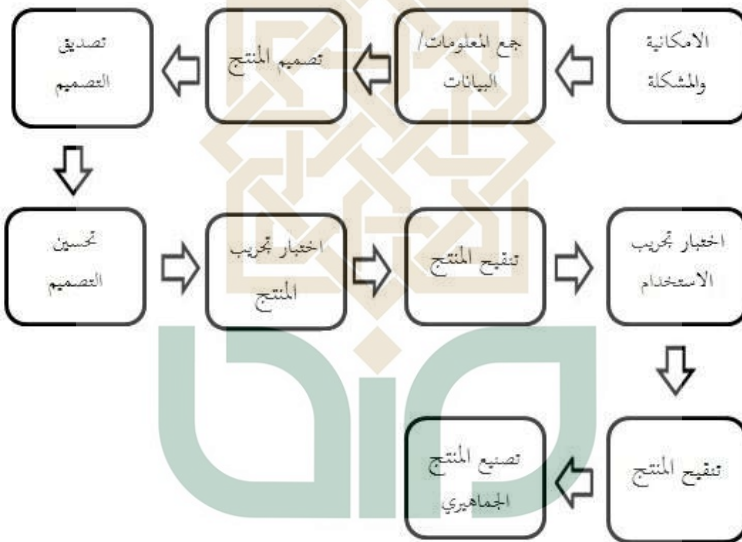 الامكانية
والمشكلة
جمع المعلومات/
البيانات
تصميم المنتج
تصديق
التصميم
تحسين
التصميم
اختبار تجريب
المنتج
تنقيح المنتج
اختبار تجريب
الاستخدام
تنقيح المنتج
تصنيع المنتج
الجماهيري